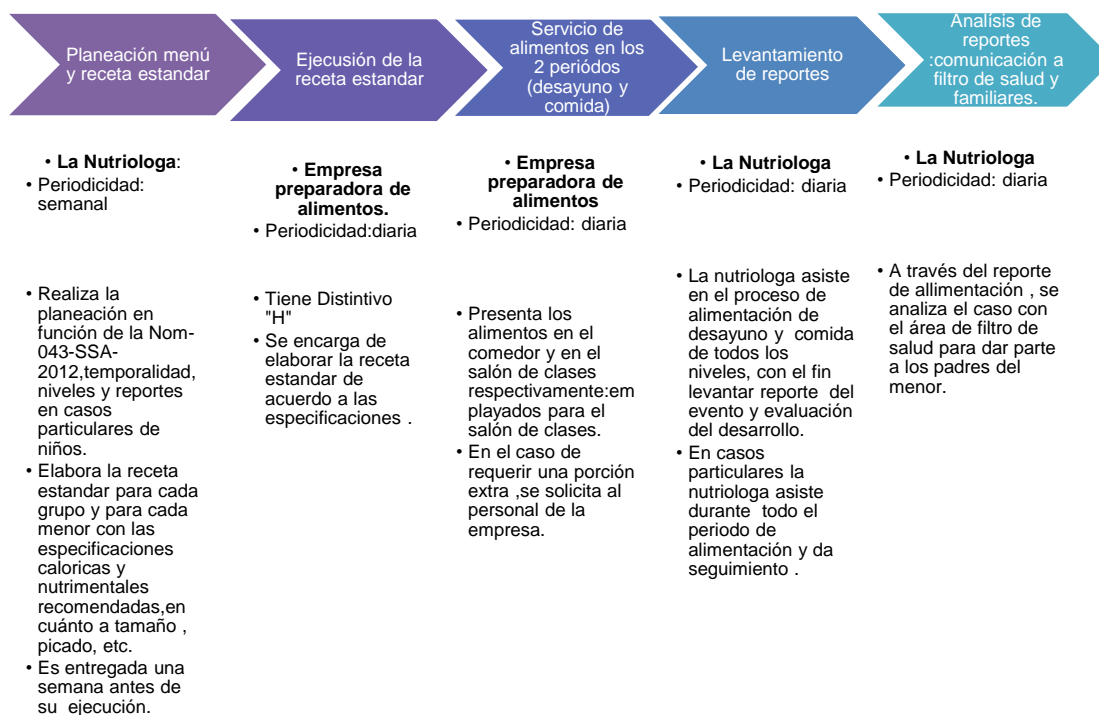 Planeación menú
y receta estandar
Ejecución de la
receta estandar
Servicio de
alimentos en los
2 periódos
(desayuno y
comida)
Levantamiento
de reportes
Analísis de
reportes
:comunicación a
filtro de salud y
familiares.
• La Nutriologa:
• Periodicidad:
semanal
• Realiza la
planeación en
función de la Nom-
043-SSA-
2012,temporalidad,
niveles y reportes
en casos
particulares de
niños.
• Elabora la receta
estandar para cada
grupo y para cada
menor con las
especificaciones
caloricas y
nutrimentales
recomendadas,en
cuánto a tamaño ,
picado, etc.
• Es entregada una
semana antes de
su ejecución.
• Empresa
preparadora de
alimentos.
• Periodicidad:diaria
• Tiene Distintivo
"H"
• Se encarga de
elaborar la receta
estandar de
acuerdo a las
especificaciones .
• Empresa
preparadora de
alimentos
• Periodicidad: diaria
• Presenta los
alimentos en el
comedor y en el
salón de clases
respectivamente:em
playados para el
salón de clases.
• En el caso de
requerir una porción
extra ,se solicita al
personal de la
empresa.
• La Nutriologa
• Periodicidad: diaria
• La nutriologa asiste
en el proceso de
alimentación de
desayuno y comida
de todos los
niveles, con el fin
levantar reporte del
evento y evaluación
del desarrollo.
• En casos
particulares la
nutriologa asiste
durante todo el
periodo de
alimentación y da
seguimiento .
• La Nutriologa
• Periodicidad: diaria
• A través del reporte
de allimentación , se
analiza el caso con
el área de filtro de
salud para dar parte
a los padres del
menor.